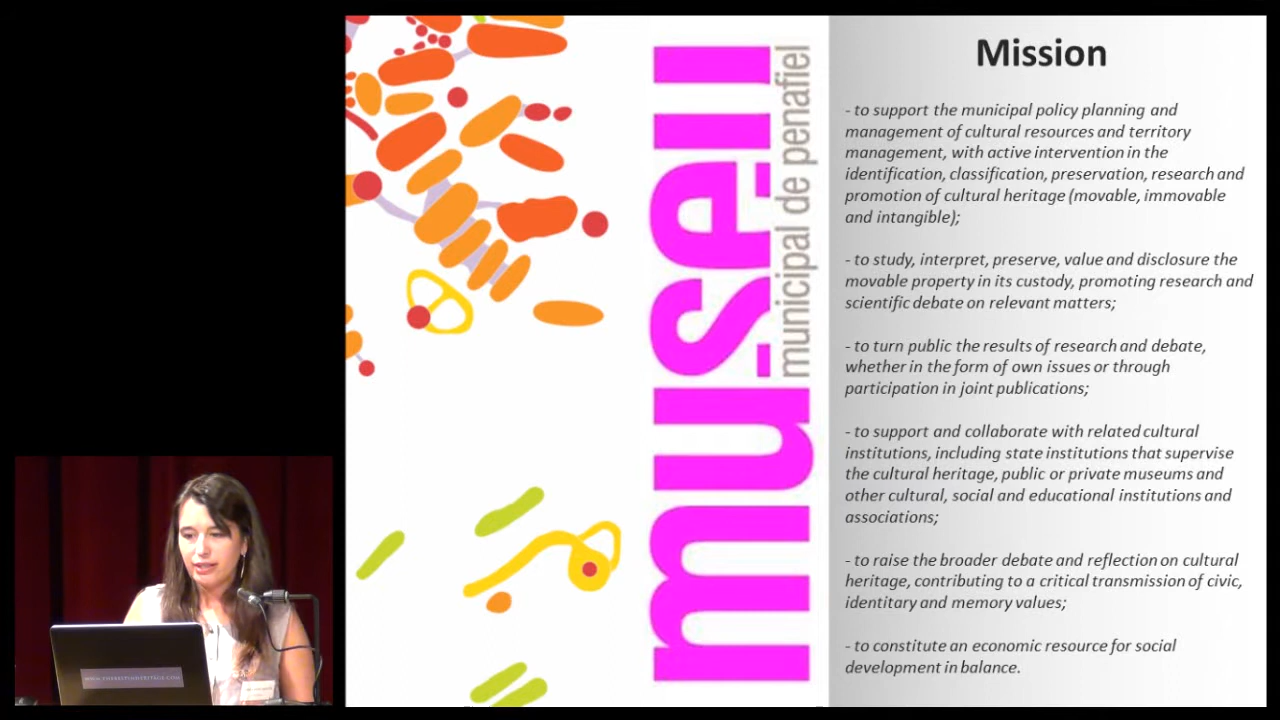 museu
municipal de penafiel
Mission
- to support the municipal policy planning and
management of cultural resources and territory
management, with active intervention in the
identification, classification, preservation, research and
promotion of cultural heritage (movable, immovable
and intangible);
- to study, interpret, preserve, value and disclosure the
movable property in its custody, promoting research and
scientific debate on relevant matters;
- to turn public the results of research and debate,
whether in the form of own issues or through
participation in joint publications;
- to support and collaborate with related cultural
institutions, including state institutions that supervise
the cultural heritage, public or private museums and
other cultural, social and educational institutions and
associations;
- to raise the broader debate and reflection on cultural
heritage, contributing to a critical transmission of civic,
identitary and memory values;
- to constitute an economic resource for social
development in balance.
WWW.THEBESTINHERITAGE.COM